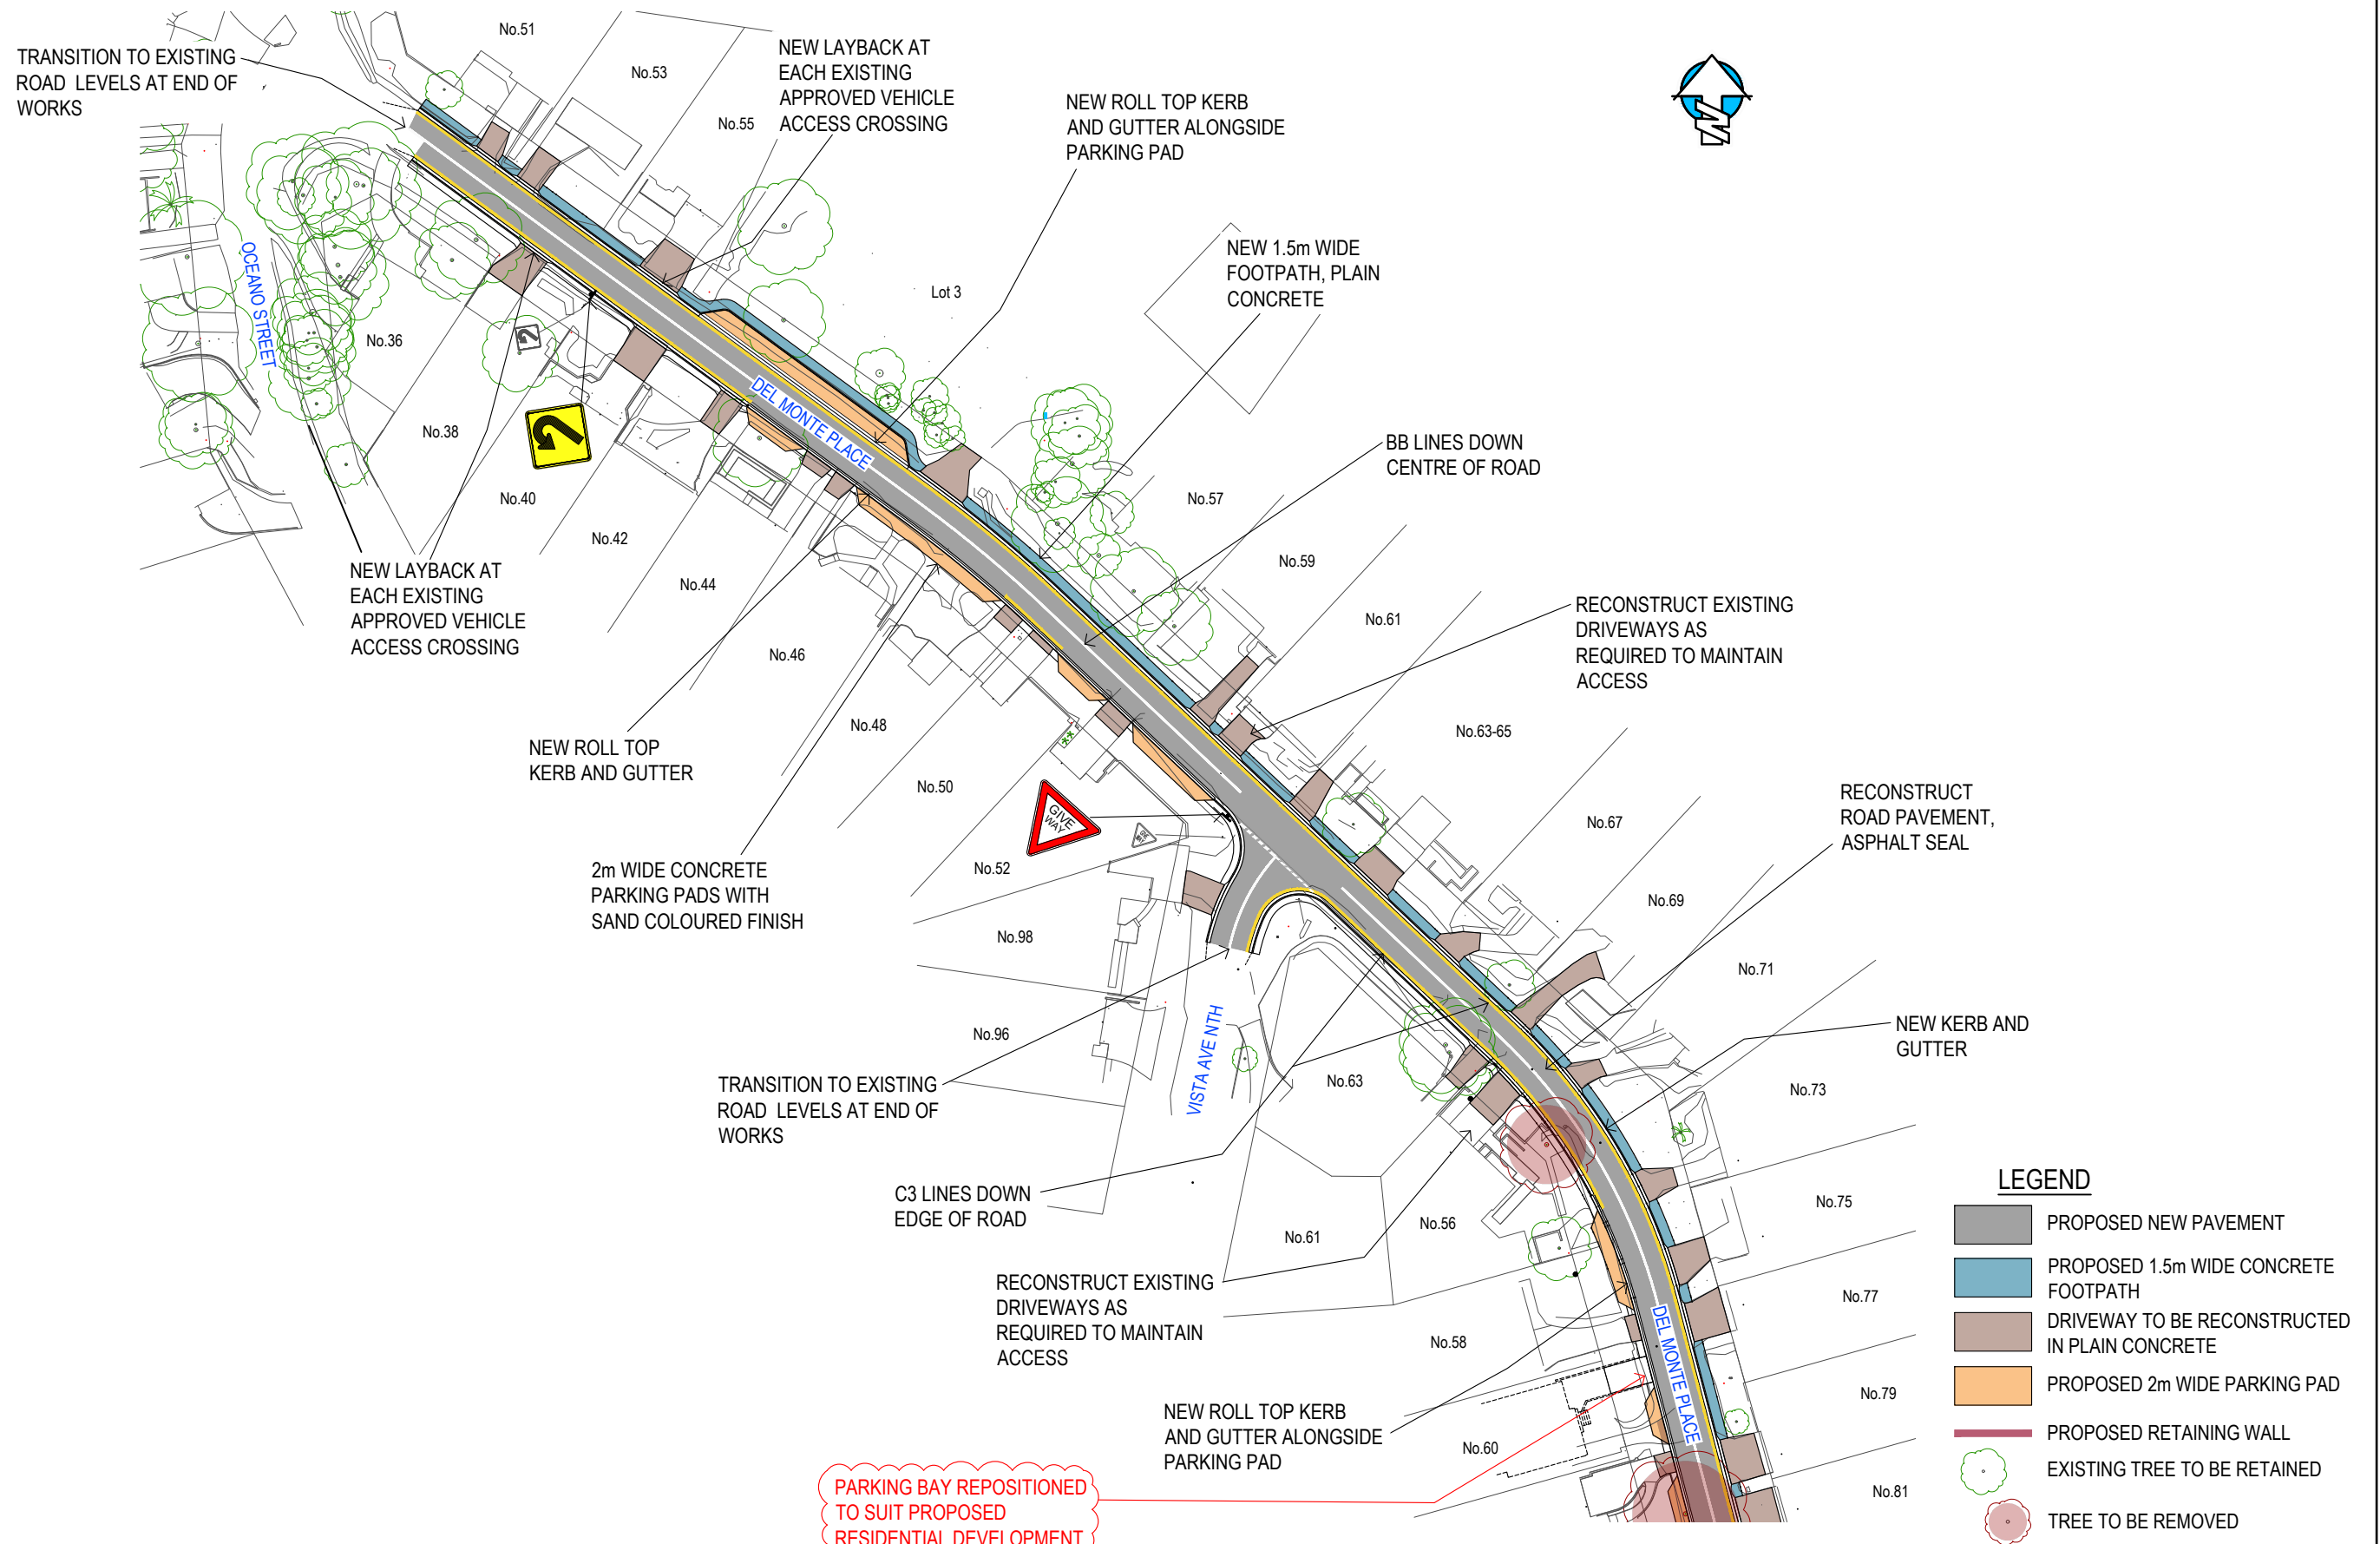 TRANSITION TO EXISTING
ROAD LEVELS AT END OF
WORKS
No.51
No.53
No.55
NEW LAYBACK AT
EACH EXISTING
APPROVED VEHICLE
ACCESS CROSSING
NEW ROLL TOP KERB
AND GUTTER ALONGSIDE
PARKING PAD
N
NEW 1.5m WIDE
FOOTPATH, PLAIN
CONCRETE
Lot 3
OCEANO STREET
No.36
No.38
No.40
No.42
No.44
No.46
No.48
No.50
No.52
DEL MONTE PLACE
BB LINES DOWN
CENTRE OF ROAD
No.57
No.59
No.61
No.63-65
No.67
No.69
No.71
No.73
No.75
No.77
No.79
No.81
NEW LAYBACK AT
EACH EXISTING
APPROVED VEHICLE
ACCESS CROSSING
RECONSTRUCT EXISTING
DRIVEWAYS AS
REQUIRED TO MAINTAIN
ACCESS
NEW ROLL TOP
KERB AND GUTTER
GIVE
WAY
2m WIDE CONCRETE
PARKING PADS WITH
SAND COLOURED FINISH
RECONSTRUCT
ROAD PAVEMENT,
ASPHALT SEAL
No.98
No.96
VISTA AVE NTH
NEW KERB AND
GUTTER
TRANSITION TO EXISTING
ROAD LEVELS AT END OF
WORKS
No.63
No.61
No.56
No.58
No.60
C3 LINES DOWN
EDGE OF ROAD
RECONSTRUCT EXISTING
DRIVEWAYS AS
REQUIRED TO MAINTAIN
ACCESS
DEL MONTE PLACE
NEW ROLL TOP KERB
AND GUTTER ALONGSIDE
PARKING PAD
PARKING BAY REPOSITIONED
TO SUIT PROPOSED
RESIDENTIAL DEVELOPMENT
LEGEND
PROPOSED NEW PAVEMENT
PROPOSED 1.5m WIDE CONCRETE
FOOTPATH
DRIVEWAY TO BE RECONSTRUCTED
IN PLAIN CONCRETE
PROPOSED 2m WIDE PARKING PAD
PROPOSED RETAINING WALL
EXISTING TREE TO BE RETAINED
TREE TO BE REMOVED